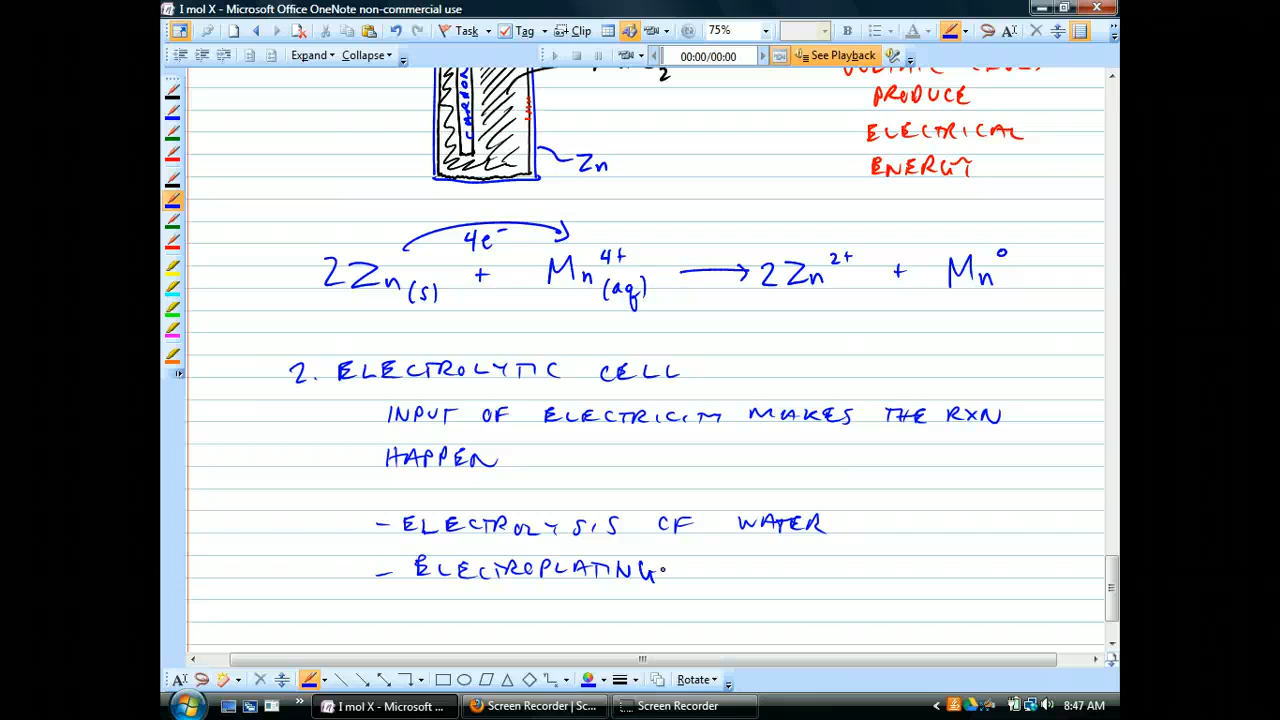 I mol X - Microsoft Office OneNote non-commercial use
Task Tag Clip 75% B A A
Expand Collapse 00:00/00:00 See Playback
PRODUCE
ELECTRICAL
ENERGY
CARBON
Zn
4e⁻
2Zn(s) + Mn⁴⁺(aq) → 2Zn²⁺ + Mn⁰
2. ELECTROLYTIC CELL
INPUT OF ELECTRICITY MAKES THE RXN
HAPPEN
- ELECTROLYSIS OF WATER
- ELECTROPLATING
Rotate
I mol X - Microsoft ... Screen Recorder | Sc... Screen Recorder 8:47 AM